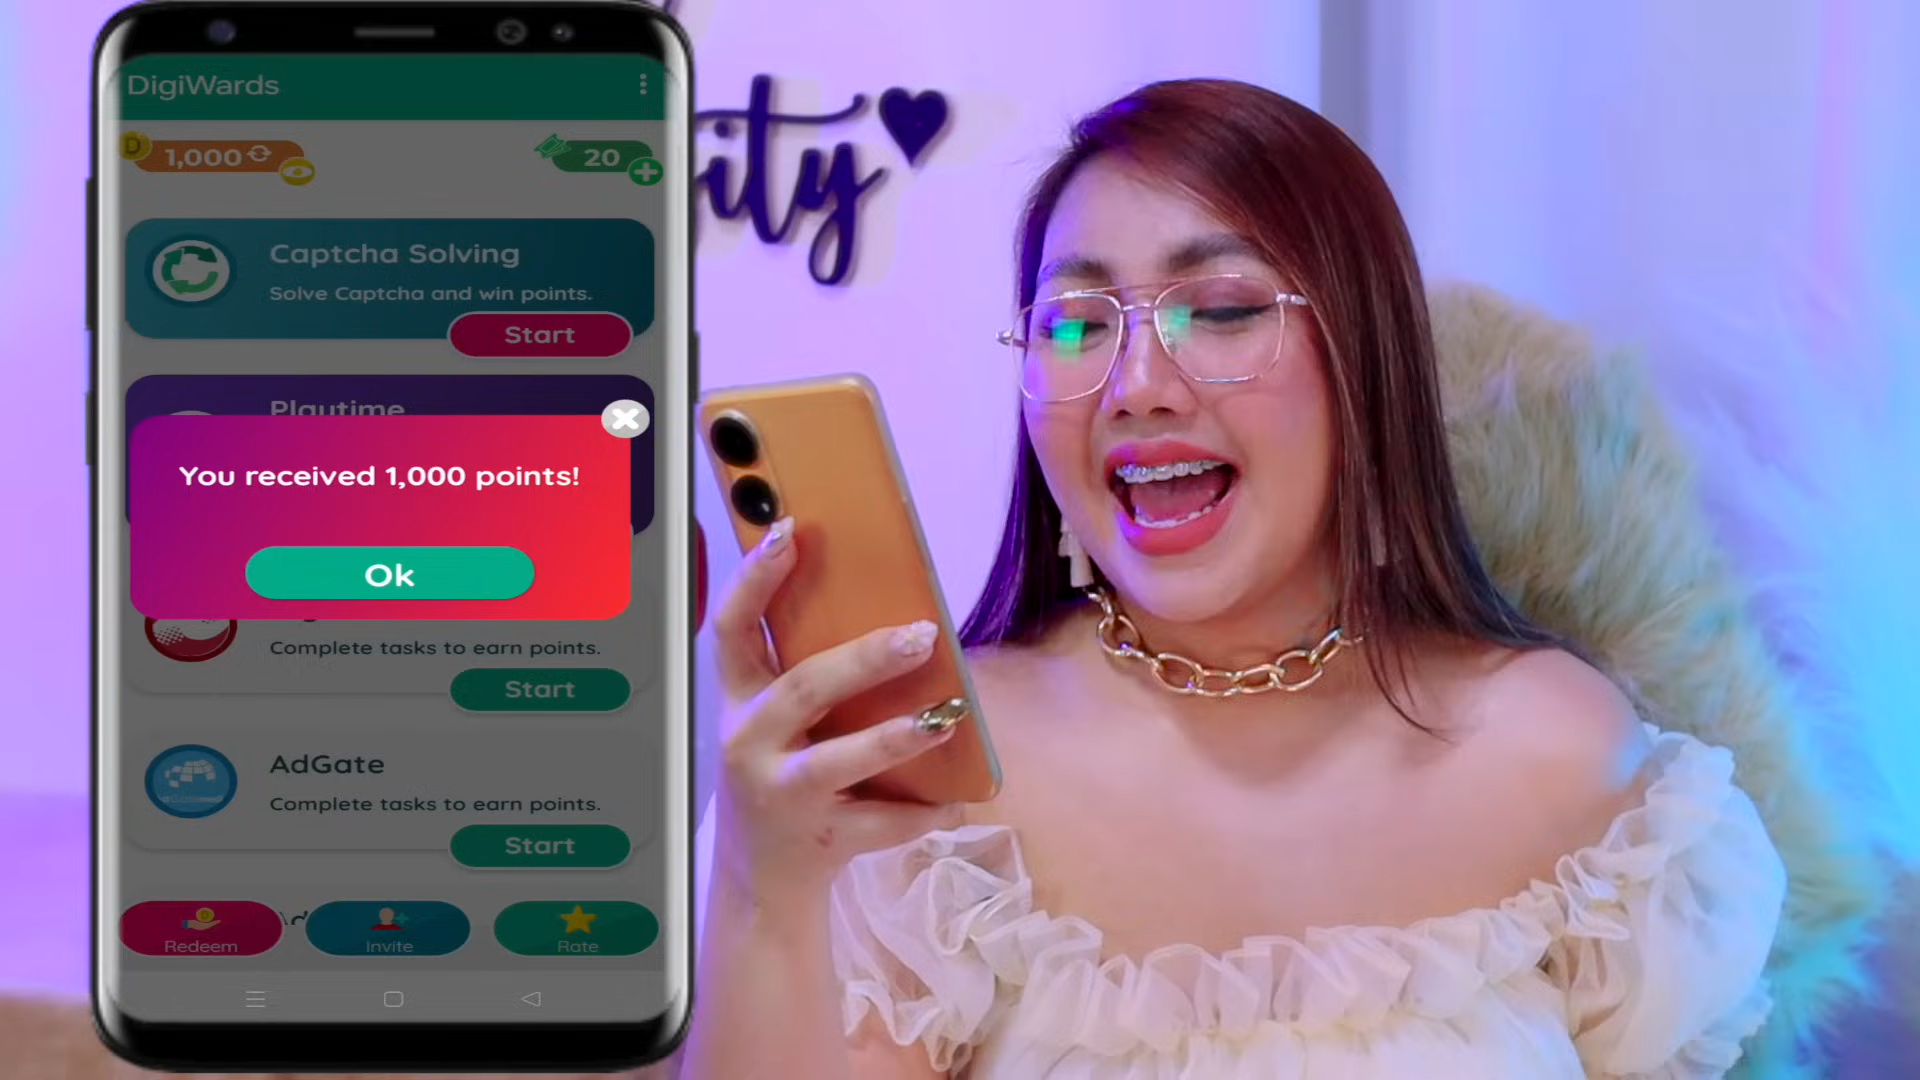 DigiWards
1,000
20
Captcha Solving
Solve Captcha and win points.
Start
Playtime
You received 1,000 points!
Ok
Complete tasks to earn points.
Start
AdGate
Complete tasks to earn points.
Start
Redeem
Invite
Rate
ity